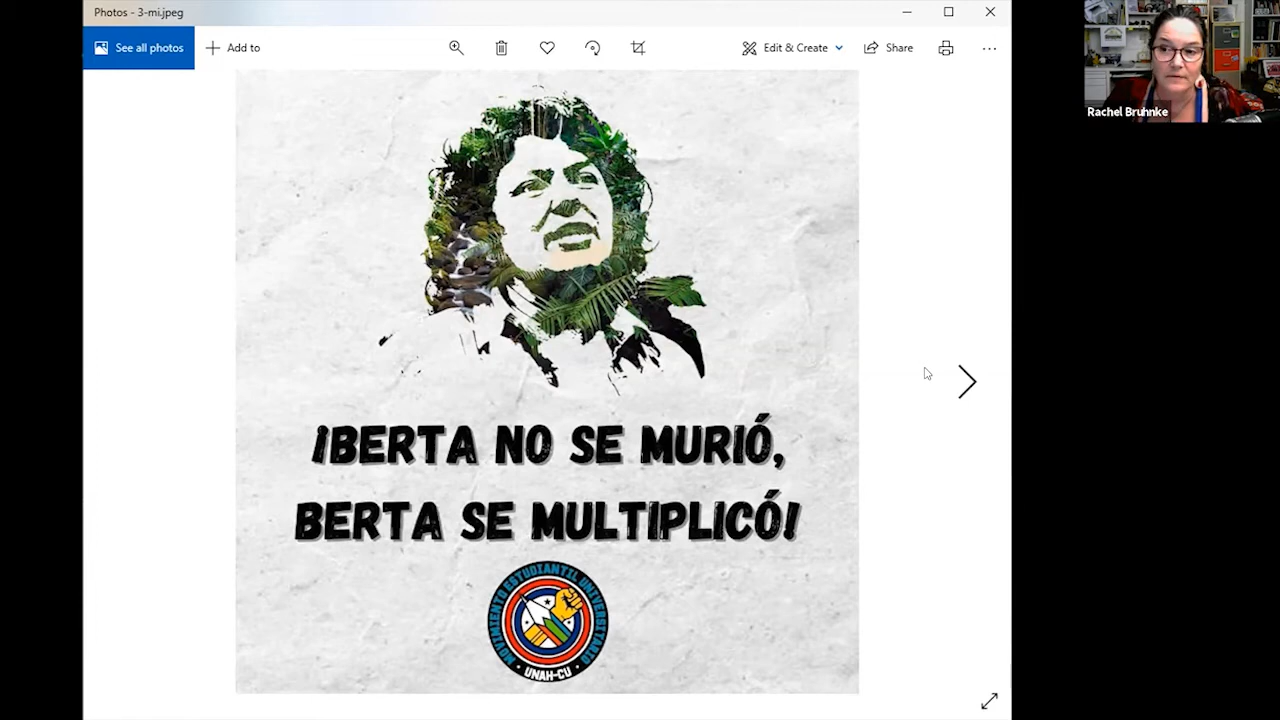 Photos - 3-mi.jpeg
See all photos
Add to
Edit & Create
Share
Rachel Bruhnke
¡BERTA NO SE MURIÓ,
BERTA SE MULTIPLICÓ!
MOVIMIENTO ESTUDIANTIL UNIVERSITARIO
• UNAH-CU •